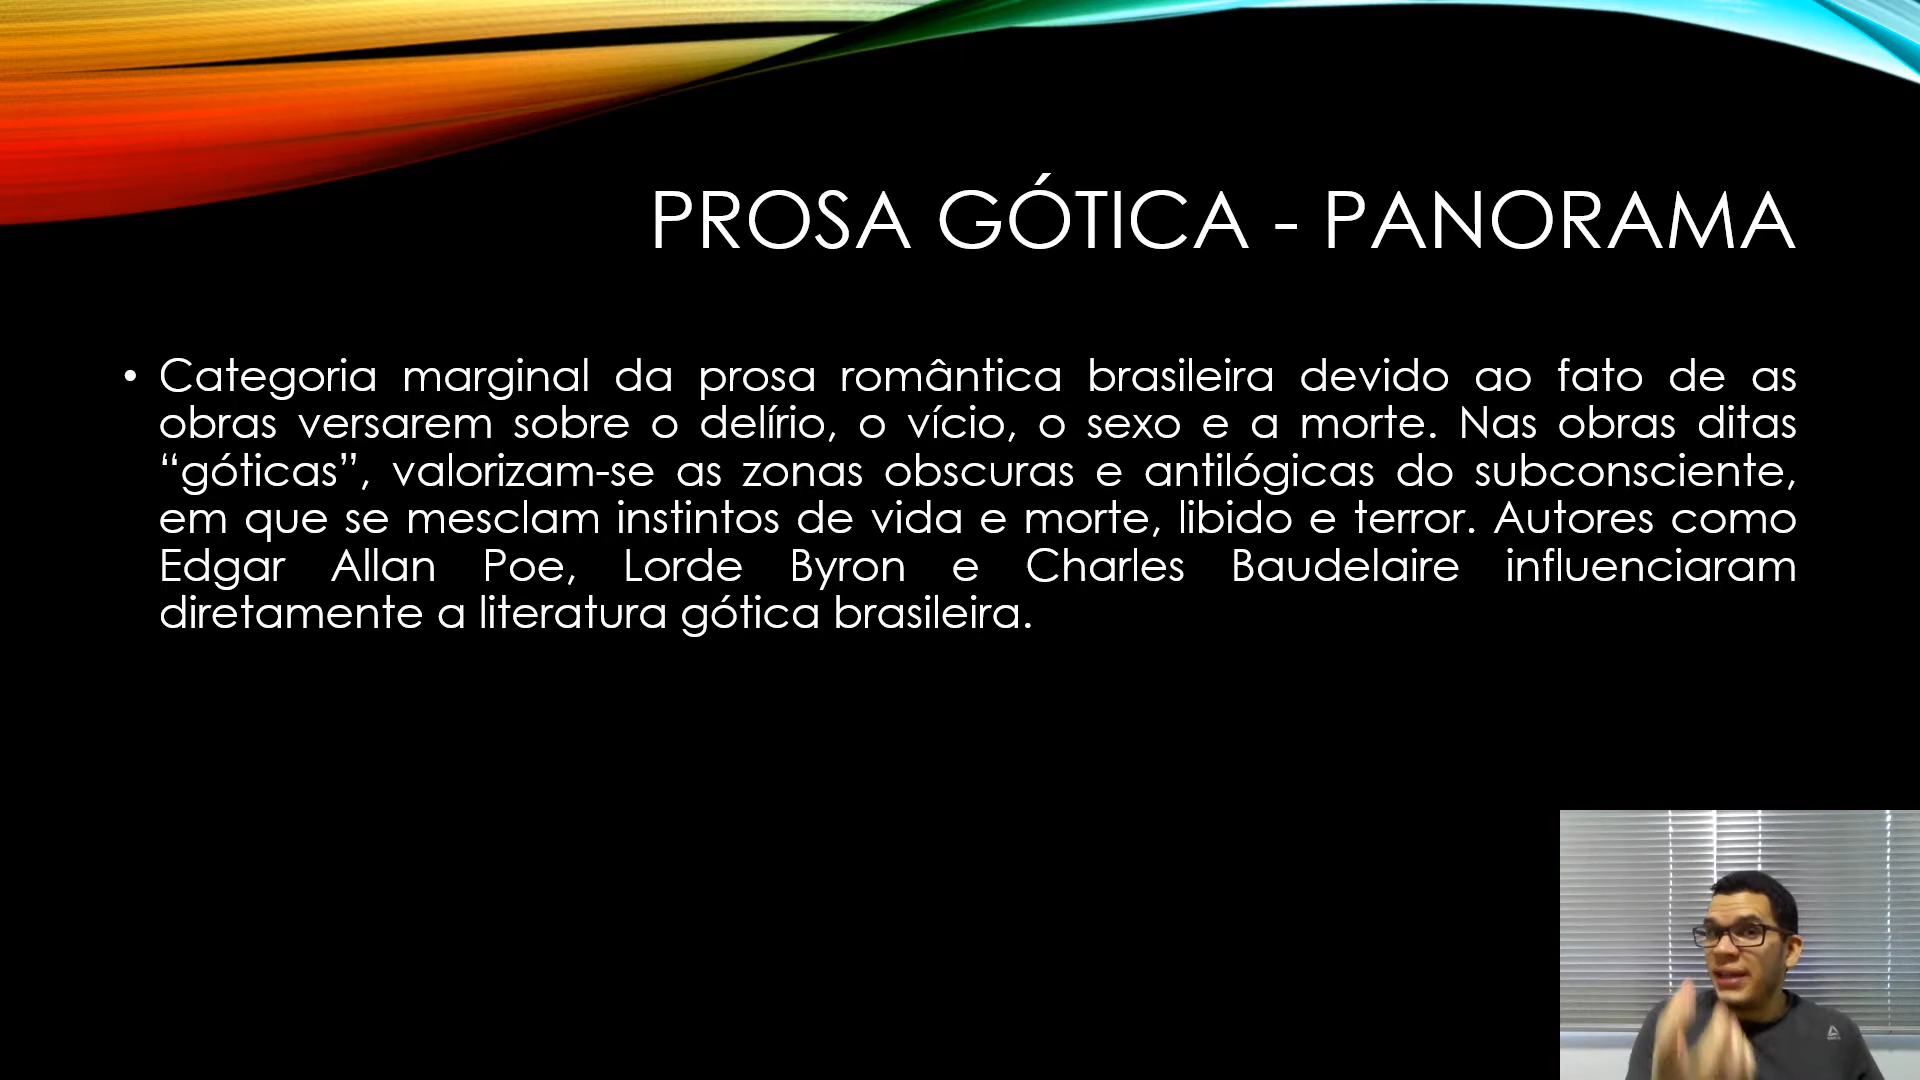 PROSA GÓTICA - PANORAMA
• Categoria marginal da prosa romântica brasileira devido ao fato de as
obras versarem sobre o delírio, o vício, o sexo e a morte. Nas obras ditas
“góticas”, valorizam-se as zonas obscuras e antilógicas do subconsciente,
em que se mesclam instintos de vida e morte, libido e terror. Autores como
Edgar Allan Poe, Lorde Byron e Charles Baudelaire influenciaram
diretamente a literatura gótica brasileira.